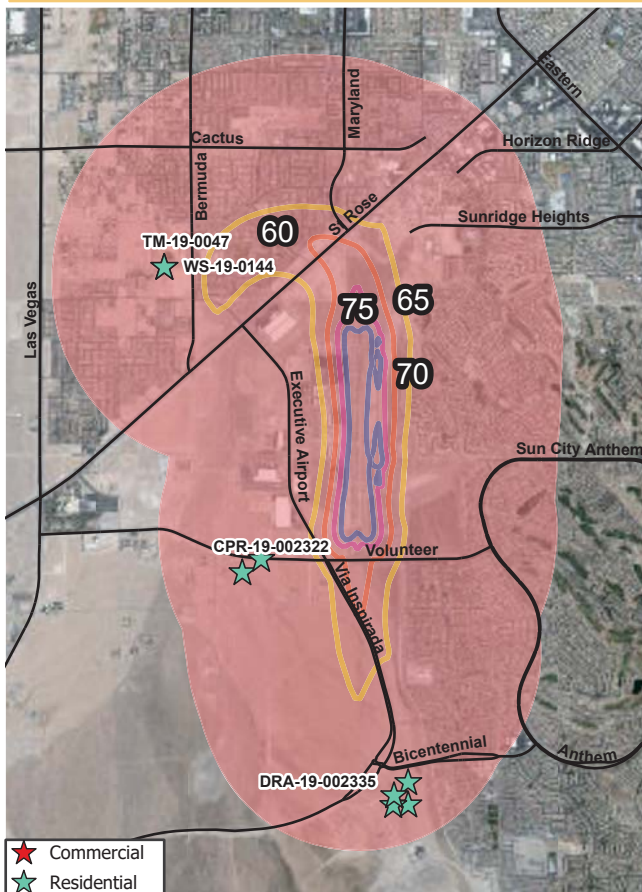 Eastern
Maryland
Cactus
Horizon Ridge
Bermuda
St Rose
Sunridge Heights
60
TM-19-0047
WS-19-0144
Las Vegas
75
65
70
Executive Airport
Sun City Anthem
CPR-19-002322
Volunteer
Via Inspirada
Bicentennial
Anthem
DRA-19-002335
Commercial
Residential